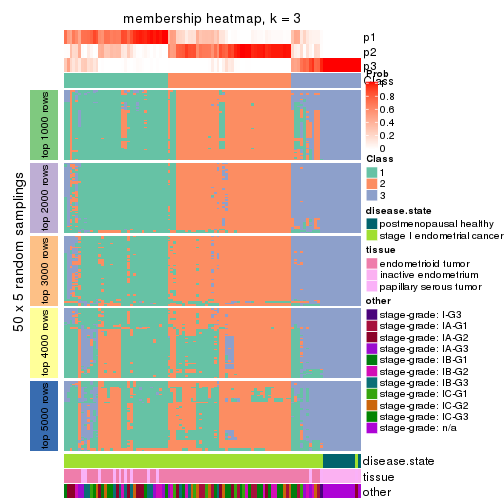 membership heatmap, k = 3
p1
p2
p3
Prob
Class
1
0.8
0.6
0.4
0.2
0
Class
1
2
3
disease.state
postmenopausal healthy
stage I endometrial cancer
tissue
endometrioid tumor
inactive endometrium
papillary serous tumor
other
stage-grade: I-G3
stage-grade: IA-G1
stage-grade: IA-G2
stage-grade: IA-G3
stage-grade: IB-G1
stage-grade: IB-G2
stage-grade: IB-G3
stage-grade: IC-G1
stage-grade: IC-G2
stage-grade: IC-G3
stage-grade: n/a
50 x 5 random samplings
top 1000 rows
top 2000 rows
top 3000 rows
top 4000 rows
top 5000 rows
disease.state
tissue
other